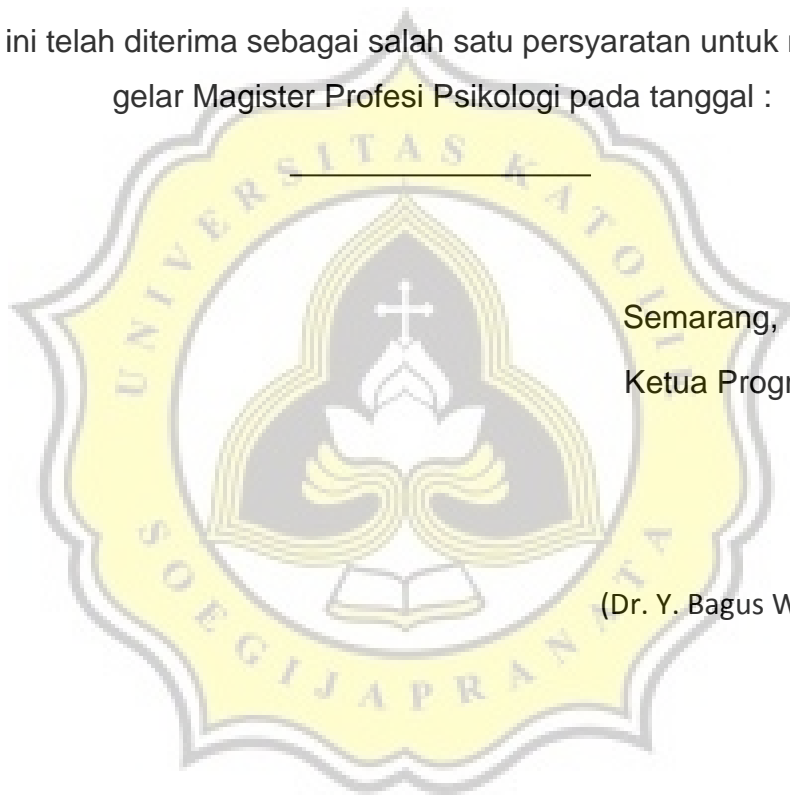 ini telah diterima sebagai salah satu persyaratan untuk
gelar Magister Profesi Psikologi pada tanggal :
UNIVERSITAS KATOLIK
Semarang,
Ketua
(Dr. Y. Bagus
SOEGIJAPRANATA